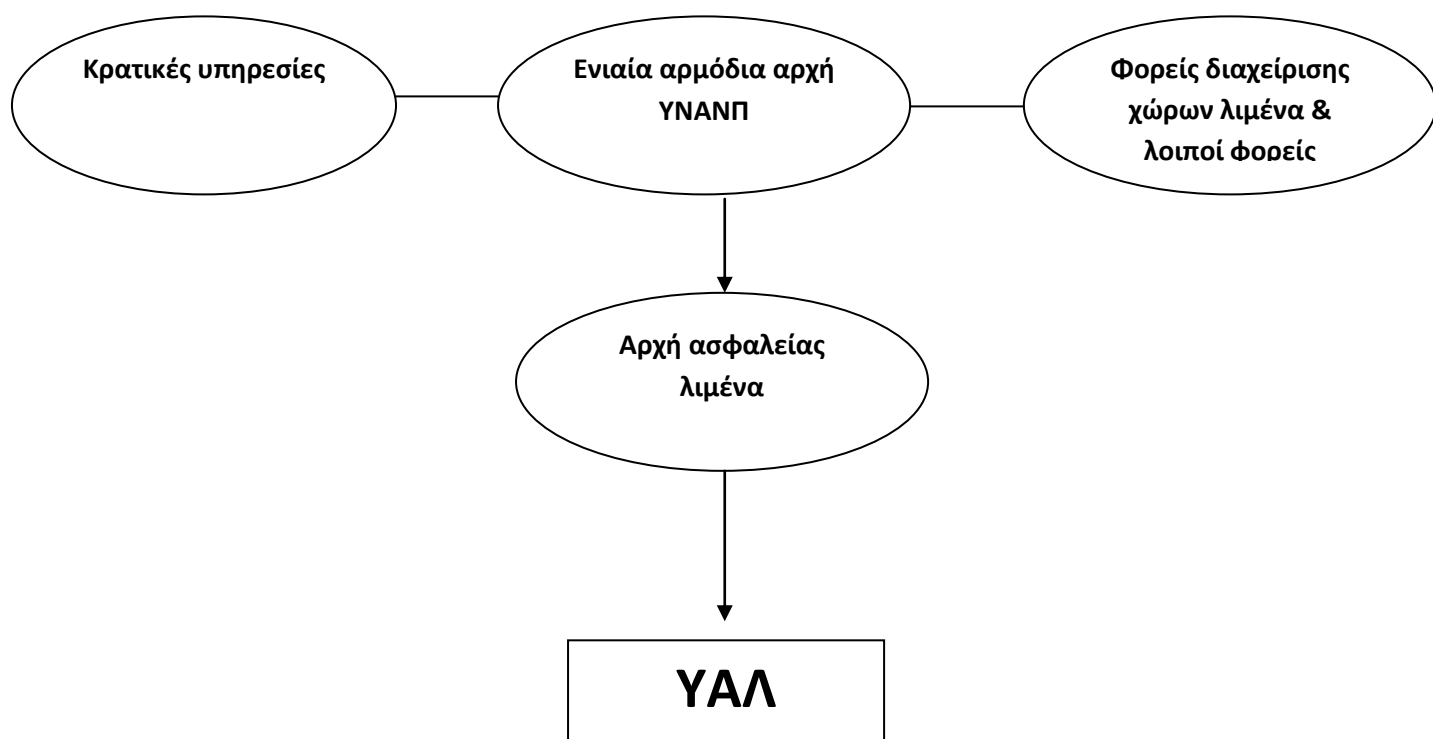 Κρατικές υπηρεσίες
Ενιαία αρμόδια αρχή
ΥΝΑΝΠ
Φορείς διαχείρισης
χώρων λιμένα &
λοιποί φορείς
Αρχή ασφαλείας
λιμένα
ΥΑΛ